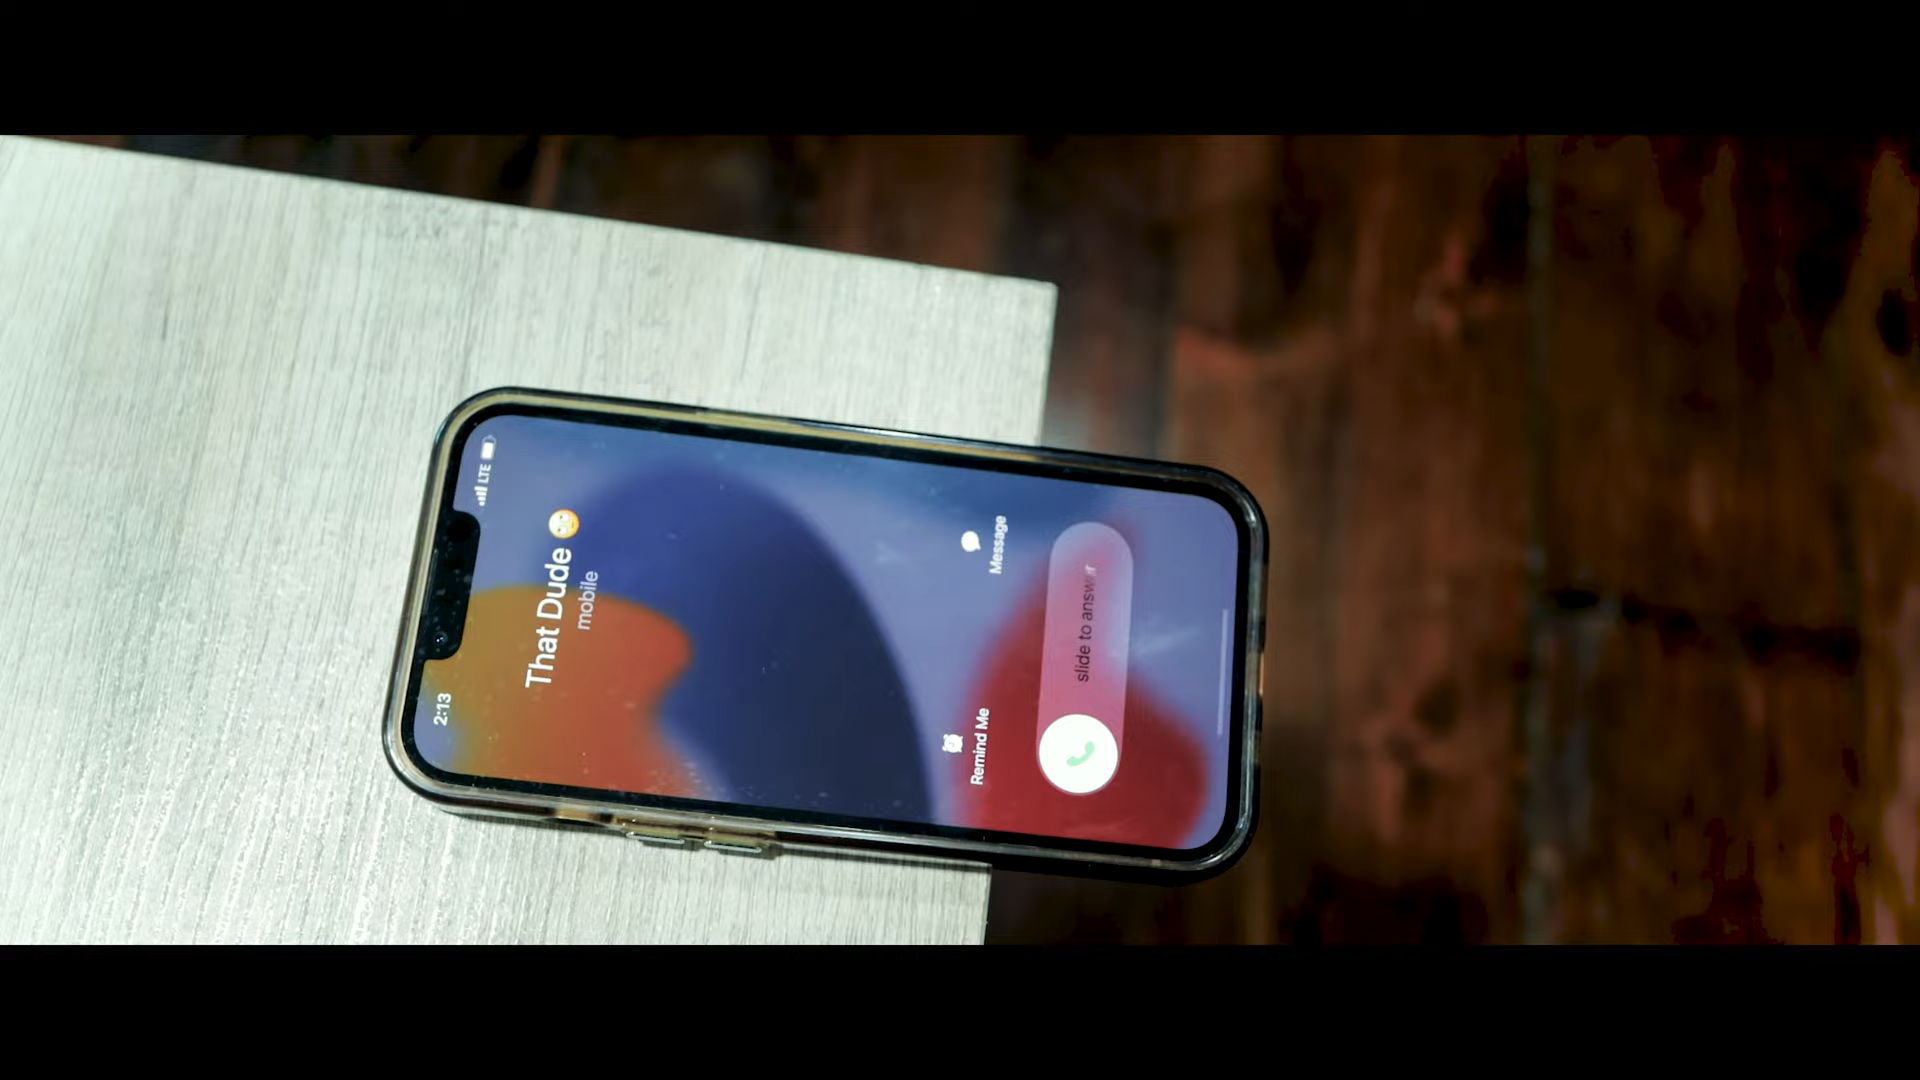 2:13
LTE
That Dude 🙄
mobile
Remind Me
Message
slide to answer